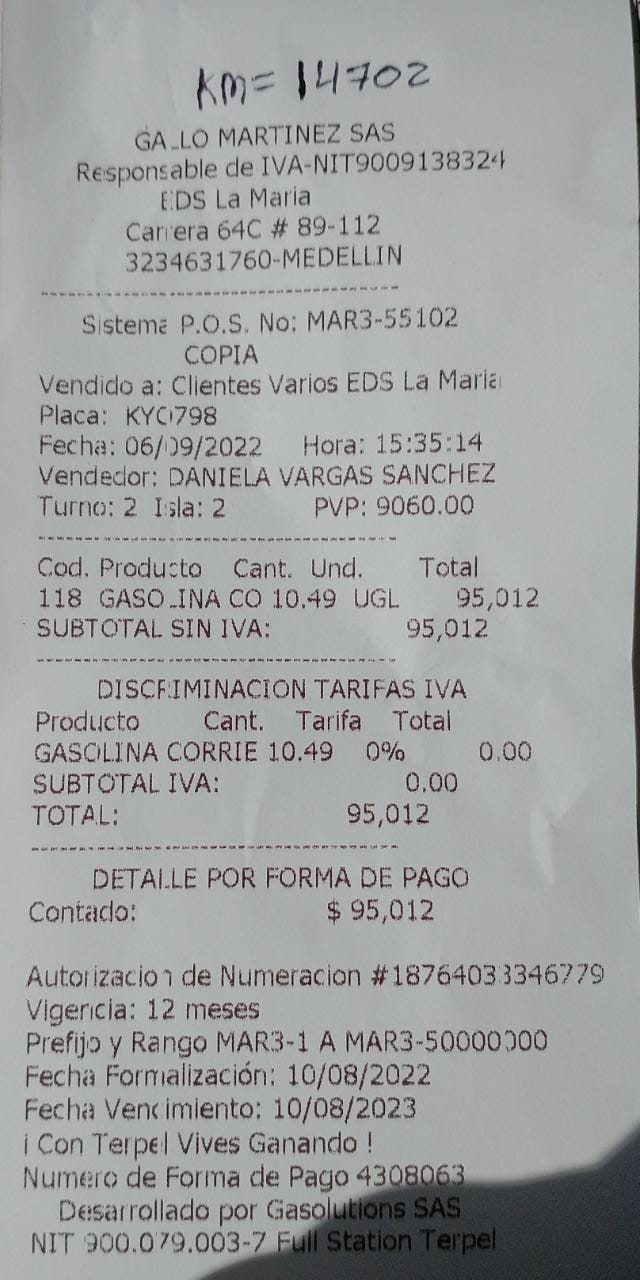 KM= 14702
GALLO MARTINEZ SAS
Responsable de IVA-NIT9009138324
EDS La Maria
Carrera 64C # 89-112
3234631760-MEDELLIN
Sistema P.O.S. No: MAR3-55102
COPIA
Vendido a: Clientes Varios EDS La Maria
Placa: KYO798
Fecha: 06/09/2022 Hora: 15:35:14
Vendedor: DANIELA VARGAS SANCHEZ
Turno: 2 Isla: 2 PVP: 9060.00
Cod. Producto Cant. Und. Total
118 GASOLINA CO 10.49 UGL 95,012
SUBTOTAL SIN IVA: 95,012
DISCRIMINACION TARIFAS IVA
Producto Cant. Tarifa Total
GASOLINA CORRIE 10.49 0% 0.00
SUBTOTAL IVA: 0.00
TOTAL: 95,012
DETALLE POR FORMA DE PAGO
Contado: $ 95,012
Autorizacion de Numeracion #18764033346779
Vigencia: 12 meses
Prefijo y Rango MAR3-1 A MAR3-50000000
Fecha Formalización: 10/08/2022
Fecha Vencimiento: 10/08/2023
¡ Con Terpel Vives Ganando !
Numero de Forma de Pago 4308063
Desarrollado por Gasolutions SAS
NIT 900.079.003-7 Full Station Terpel